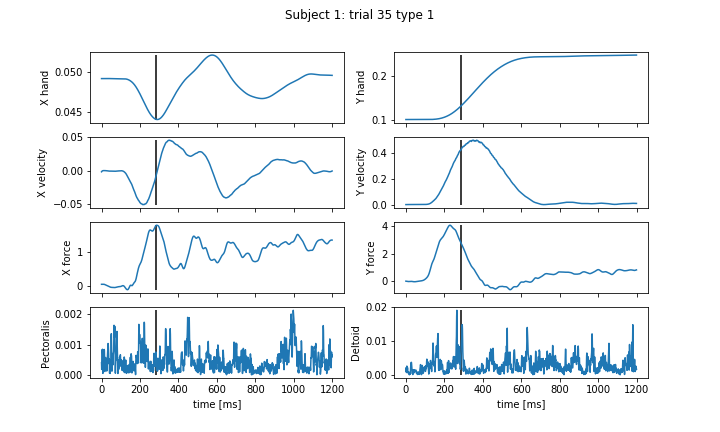 Subject 1: trial 35 type 1
X hand
0.050
0.045
Y hand
0.2
0.1
X velocity
0.05
0.00
−0.05
Y velocity
0.4
0.2
0.0
X force
1
0
Y force
4
2
0
Pectoralis
0.002
0.001
0.000
0 200 400 600 800 1000 1200
time [ms]
Deltoid
0.02
0.01
0.00
0 200 400 600 800 1000 1200
time [ms]